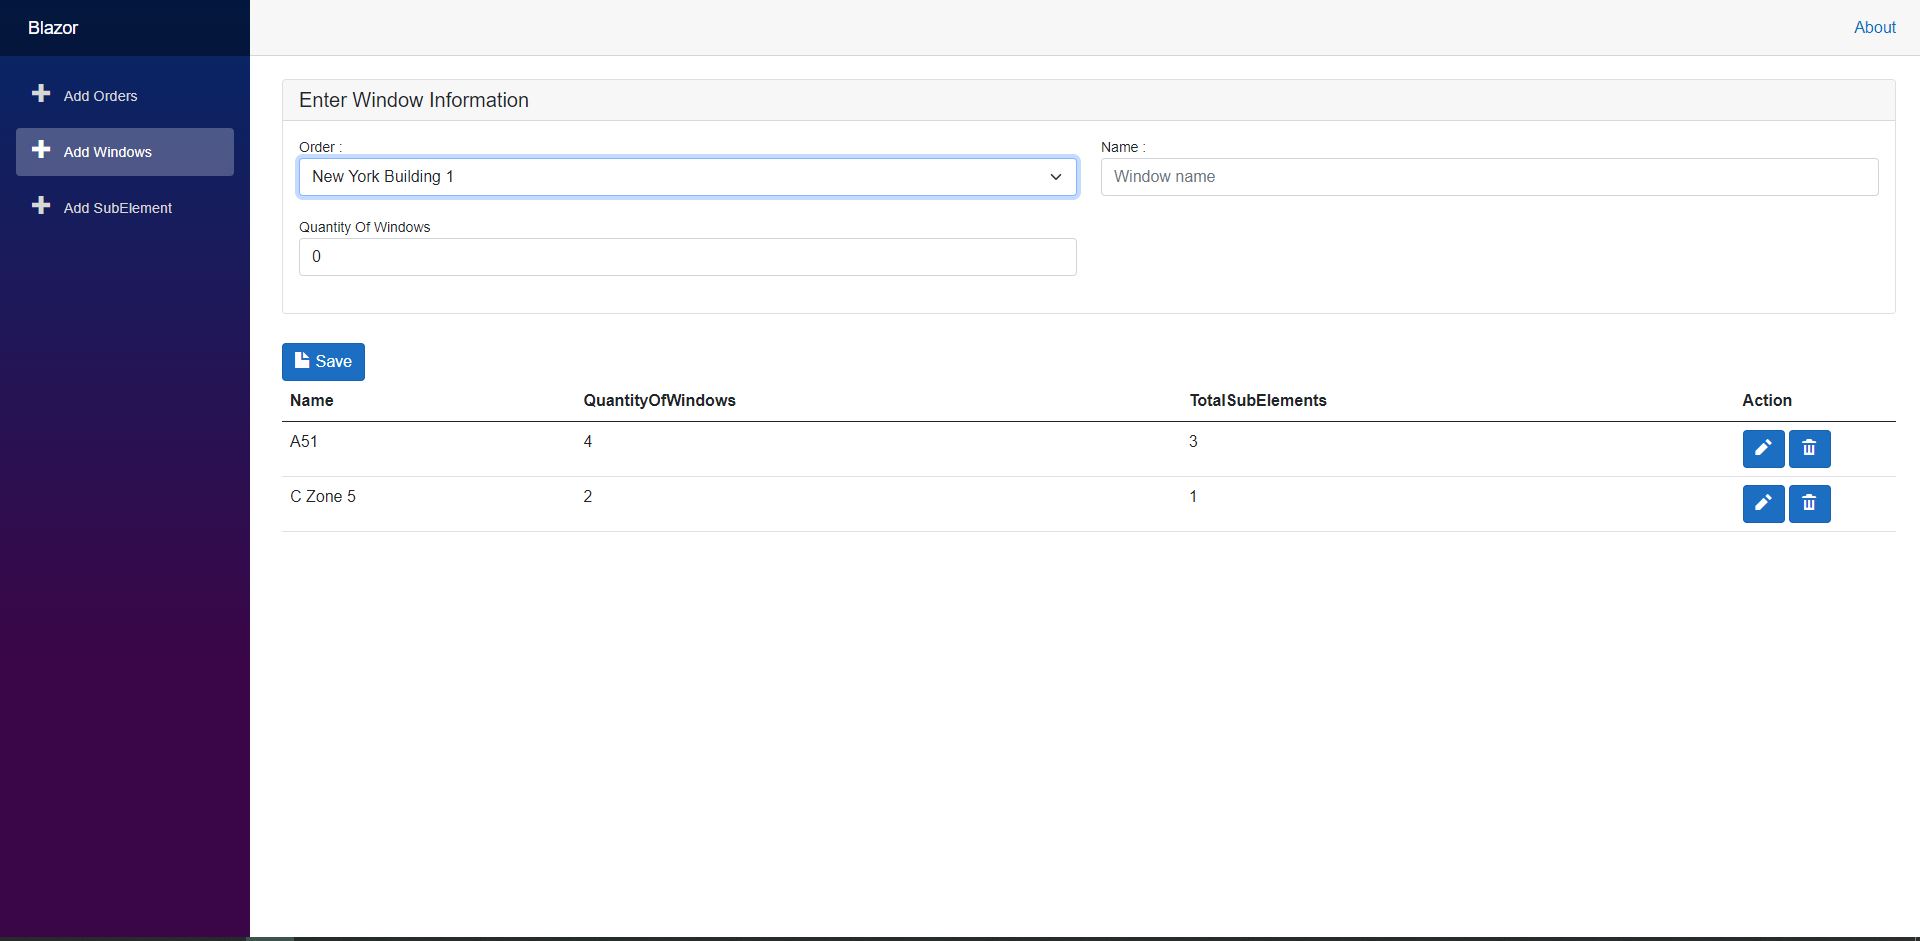 Blazor
About
Add Orders
Add Windows
Add SubElement
Enter Window Information
Order :
Name :
New York Building 1
Window name
Quantity Of Windows
0
Save
Name QuantityOfWindows TotalSubElements Action
A51 4 3
C Zone 5 2 1